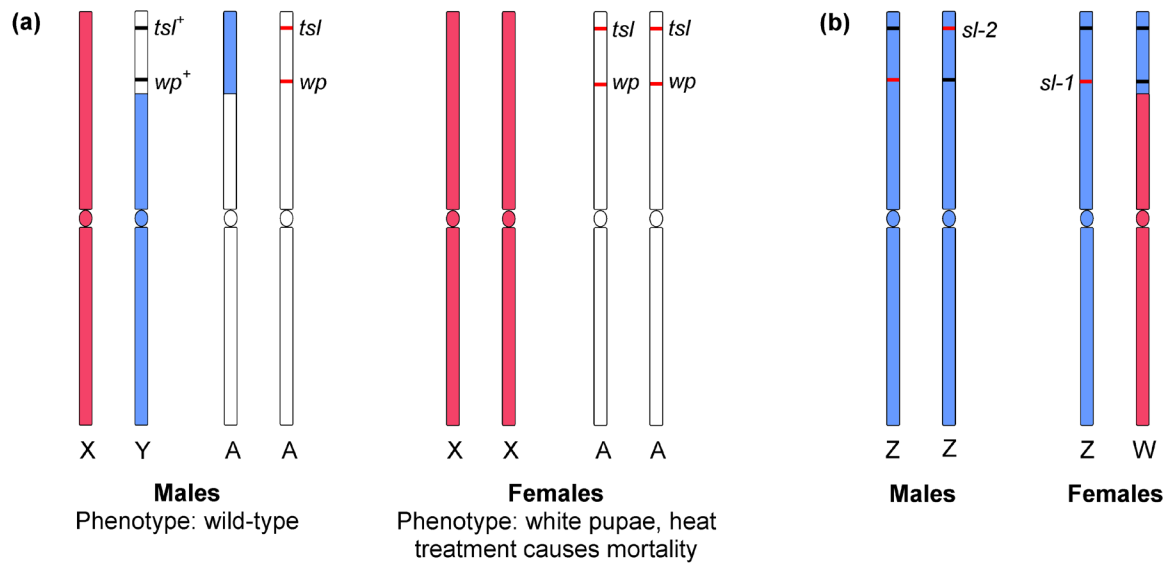 (a)
tsl+
wp+
tsl
wp
tsl
wp
tsl
wp
X Y A A
Males
Phenotype: wild-type
X X A A
Females
Phenotype: white pupae, heat
treatment causes mortality
(b)
sl-2
sl-1
Z Z
Males
Z W
Females